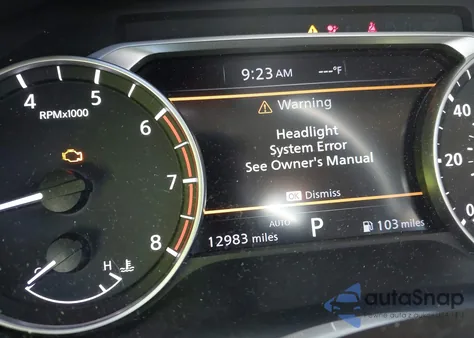 9:23 AM ---°F
Warning
Headlight
System Error
See Owner's Manual
OK Dismiss
AUTO
P
12983 miles
103 miles
4 5 6 7 8
RPMx1000
H
40
20
0
autoSnap